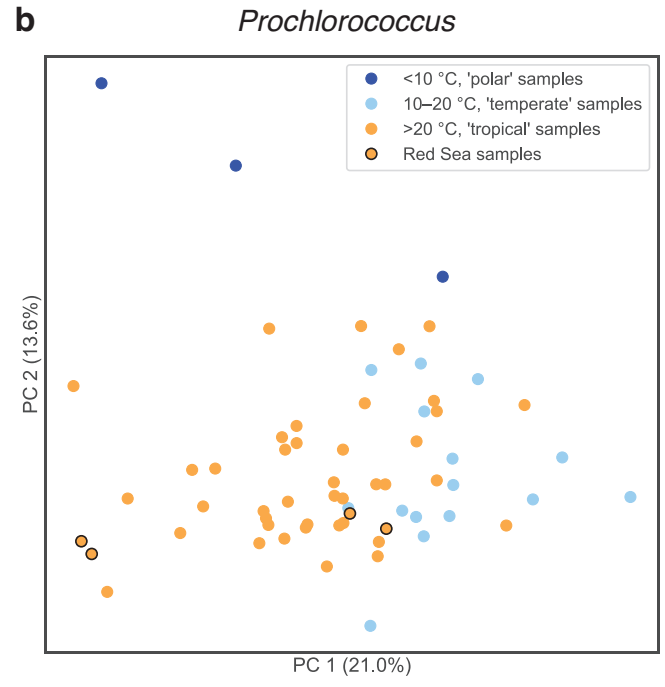 b
Prochlorococcus
<10 °C, 'polar' samples
10–20 °C, 'temperate' samples
>20 °C, 'tropical' samples
Red Sea samples
PC 2 (13.6%)
PC 1 (21.0%)